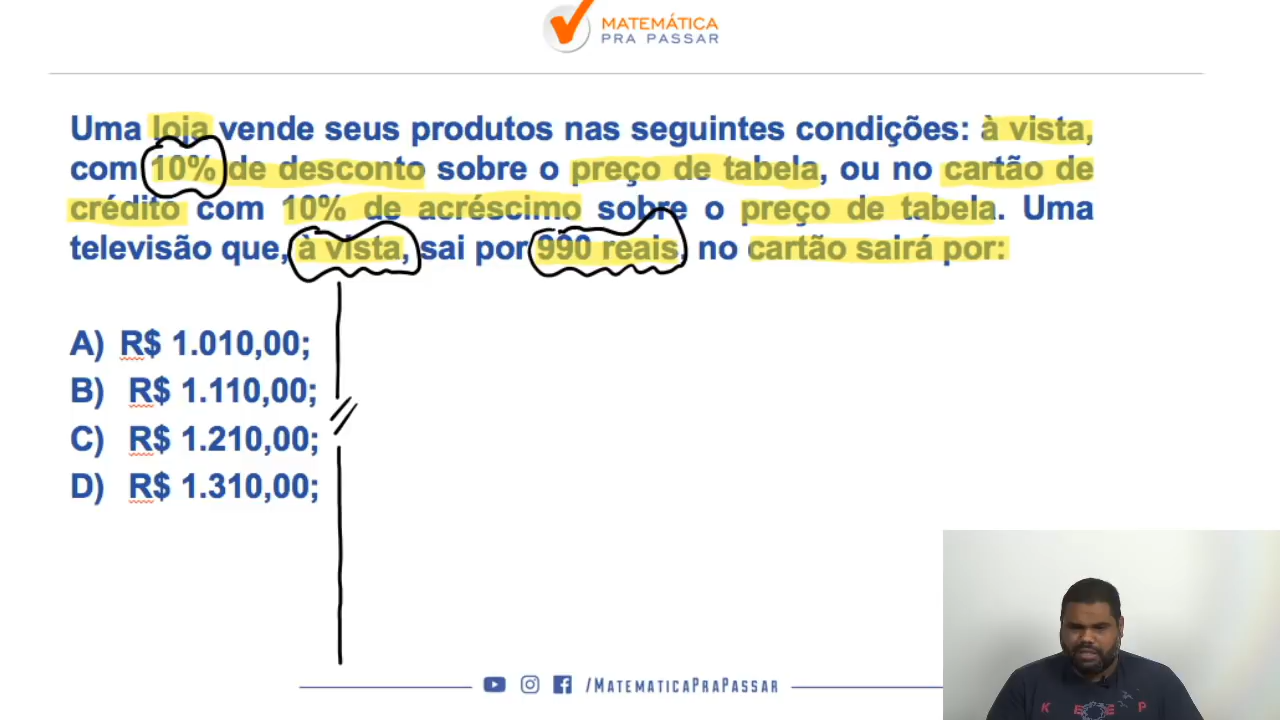 MATEMÁTICA
PRA PASSAR
Uma loja vende seus produtos nas seguintes condições: à vista,
com 10% de desconto sobre o preço de tabela, ou no cartão de
crédito com 10% de acréscimo sobre o preço de tabela. Uma
televisão que, à vista, sai por 990 reais, no cartão sairá por:
A) R$ 1.010,00;
B) R$ 1.110,00;
C) R$ 1.210,00;
D) R$ 1.310,00;
/MATEMATICAPRAPASSAR
K E E P